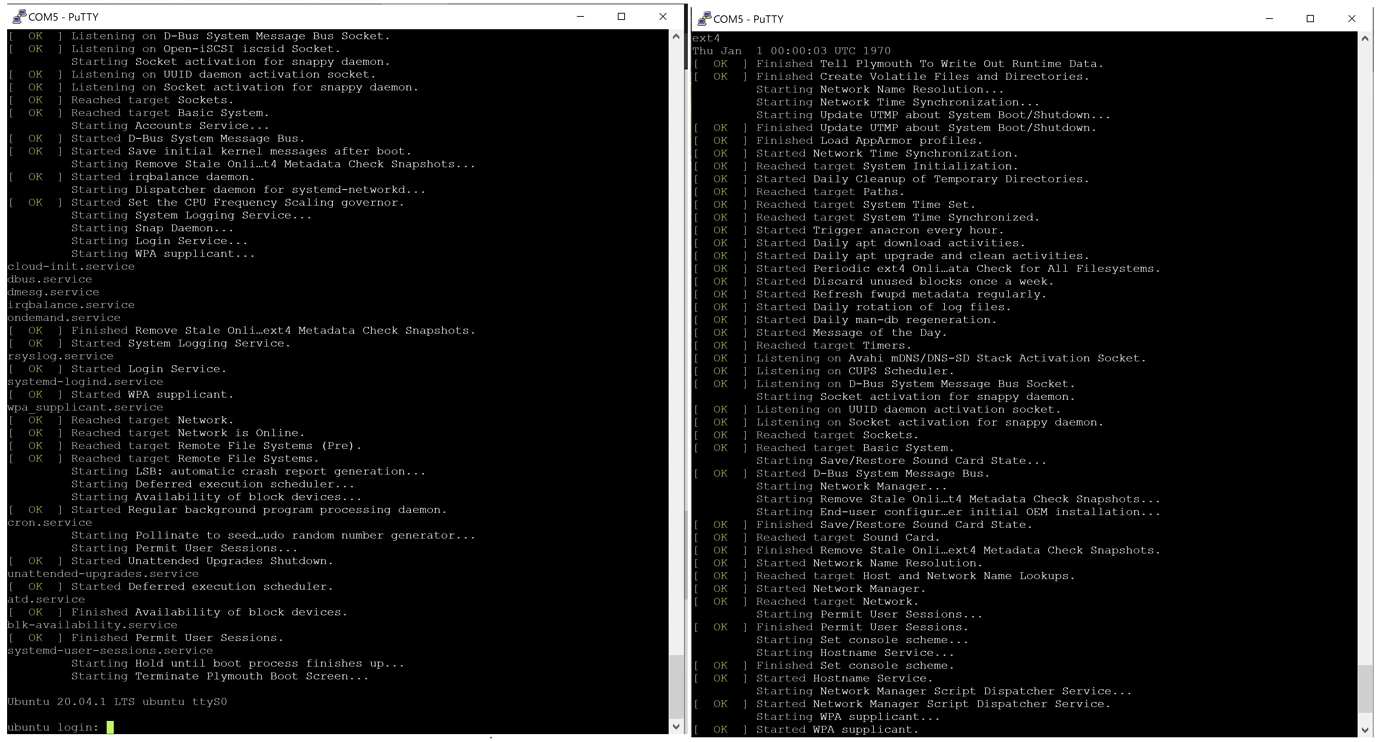 COM5 - PuTTY
[  OK  ] Listening on D-Bus System Message Bus Socket.
[  OK  ] Listening on Open-iSCSI iscsid Socket.
Starting Socket activation for snappy daemon.
[  OK  ] Listening on UUID daemon activation socket.
[  OK  ] Listening on Socket activation for snappy daemon.
[  OK  ] Reached target Sockets.
[  OK  ] Reached target Basic System.
Starting Accounts Service...
[  OK  ] Started D-Bus System Message Bus.
[  OK  ] Started Save initial kernel messages after boot.
Starting Remove Stale Onli…t4 Metadata Check Snapshots...
[  OK  ] Started irqbalance daemon.
Starting Dispatcher daemon for systemd-networkd...
[  OK  ] Started Set the CPU Frequency Scaling governor.
Starting System Logging Service...
Starting Snap Daemon...
Starting Login Service...
Starting WPA supplicant...
cloud-init.service
dbus.service
dmesg.service
irqbalance.service
ondemand.service
[  OK  ] Finished Remove Stale Onli…ext4 Metadata Check Snapshots.
[  OK  ] Started System Logging Service.
rsyslog.service
[  OK  ] Started Login Service.
systemd-logind.service
[  OK  ] Started WPA supplicant.
wpa_supplicant.service
[  OK  ] Reached target Network.
[  OK  ] Reached target Network is Online.
[  OK  ] Reached target Remote File Systems (Pre).
[  OK  ] Reached target Remote File Systems.
Starting LSB: automatic crash report generation...
Starting Deferred execution scheduler...
Starting Availability of block devices...
[  OK  ] Started Regular background program processing daemon.
cron.service
Starting Pollinate to seed…udo random number generator...
Starting Permit User Sessions...
[  OK  ] Started Unattended Upgrades Shutdown.
unattended-upgrades.service
[  OK  ] Started Deferred execution scheduler.
atd.service
[  OK  ] Finished Availability of block devices.
blk-availability.service
[  OK  ] Finished Permit User Sessions.
systemd-user-sessions.service
Starting Hold until boot process finishes up...
Starting Terminate Plymouth Boot Screen...
Ubuntu 20.04.1 LTS ubuntu ttyS0
ubuntu login:
COM5 - PuTTY
ext4
Thu Jan  1 00:00:03 UTC 1970
[  OK  ] Finished Tell Plymouth To Write Out Runtime Data.
[  OK  ] Finished Create Volatile Files and Directories.
Starting Network Name Resolution...
Starting Network Time Synchronization...
Starting Update UTMP about System Boot/Shutdown...
[  OK  ] Finished Update UTMP about System Boot/Shutdown.
[  OK  ] Finished Load AppArmor profiles.
[  OK  ] Started Network Time Synchronization.
[  OK  ] Reached target System Initialization.
[  OK  ] Started Daily Cleanup of Temporary Directories.
[  OK  ] Reached target Paths.
[  OK  ] Reached target System Time Set.
[  OK  ] Reached target System Time Synchronized.
[  OK  ] Started Trigger anacron every hour.
[  OK  ] Started Daily apt download activities.
[  OK  ] Started Daily apt upgrade and clean activities.
[  OK  ] Started Periodic ext4 Onli…ata Check for All Filesystems.
[  OK  ] Started Discard unused blocks once a week.
[  OK  ] Started Refresh fwupd metadata regularly.
[  OK  ] Started Daily rotation of log files.
[  OK  ] Started Daily man-db regeneration.
[  OK  ] Started Message of the Day.
[  OK  ] Reached target Timers.
[  OK  ] Listening on Avahi mDNS/DNS-SD Stack Activation Socket.
[  OK  ] Listening on CUPS Scheduler.
[  OK  ] Listening on D-Bus System Message Bus Socket.
Starting Socket activation for snappy daemon.
[  OK  ] Listening on UUID daemon activation socket.
[  OK  ] Listening on Socket activation for snappy daemon.
[  OK  ] Reached target Sockets.
[  OK  ] Reached target Basic System.
Starting Save/Restore Sound Card State...
[  OK  ] Started D-Bus System Message Bus.
Starting Network Manager...
Starting Remove Stale Onli…t4 Metadata Check Snapshots...
Starting End-user configur…er initial OEM installation...
[  OK  ] Finished Save/Restore Sound Card State.
[  OK  ] Reached target Sound Card.
[  OK  ] Finished Remove Stale Onli…ext4 Metadata Check Snapshots.
[  OK  ] Started Network Name Resolution.
[  OK  ] Reached target Host and Network Name Lookups.
[  OK  ] Started Network Manager.
[  OK  ] Reached target Network.
Starting Permit User Sessions...
[  OK  ] Finished Permit User Sessions.
Starting Set console scheme...
Starting Hostname Service...
[  OK  ] Finished Set console scheme.
[  OK  ] Started Hostname Service.
Starting Network Manager Script Dispatcher Service...
[  OK  ] Started Network Manager Script Dispatcher Service.
Starting WPA supplicant...
[  OK  ] Started WPA supplicant.